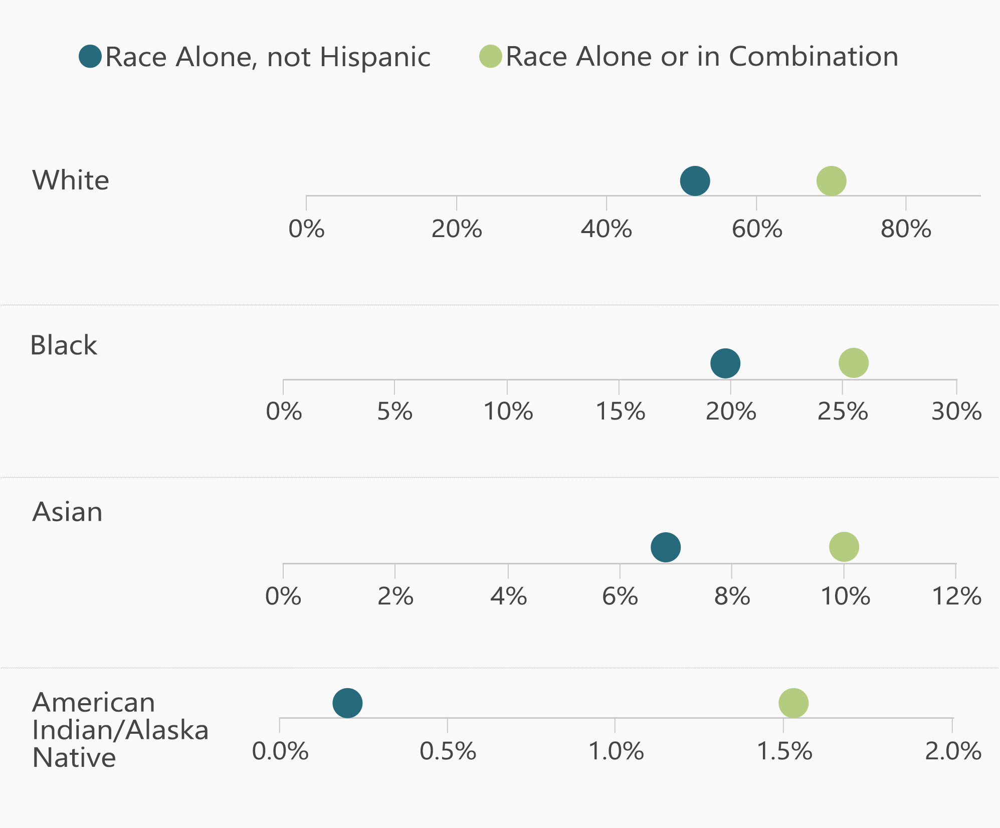 Race Alone, not Hispanic Race Alone or in Combination
White
0% 20% 40% 60% 80%
Black
0% 5% 10% 15% 20% 25% 30%
Asian
0% 2% 4% 6% 8% 10% 12%
American
Indian/Alaska
Native
0.0% 0.5% 1.0% 1.5% 2.0%